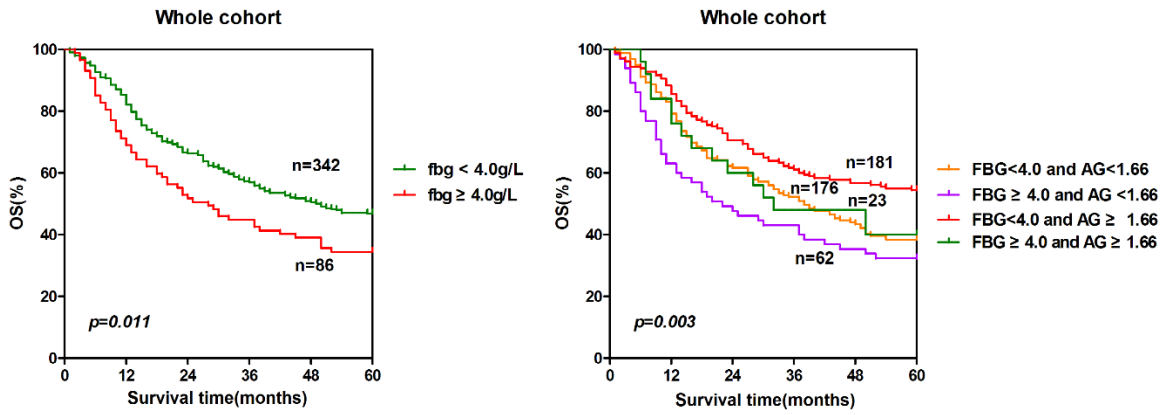 Whole cohort
100
80
60
40
20
0
OS(%)
n=342
n=86
p=0.011
0 12 24 36 48 60
Survival time(months)
fbg < 4.0g/L
fbg ≥ 4.0g/L
Whole cohort
100
80
60
40
20
0
OS(%)
n=181
n=176
n=23
n=62
p=0.003
0 12 24 36 48 60
Survival time(months)
FBG<4.0 and AG<1.66
FBG ≥ 4.0 and AG <1.66
FBG<4.0 and AG ≥ 1.66
FBG ≥ 4.0 and AG ≥ 1.66